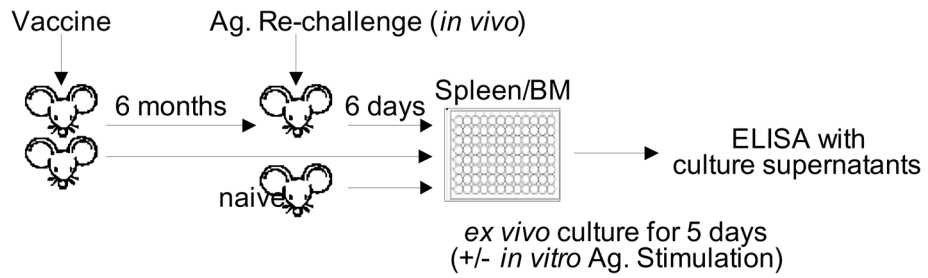 Vaccine
Ag. Re-challenge (in vivo)
6 months
6 days
Spleen/BM
ELISA with
culture supernatants
naive
ex vivo culture for 5 days
(+/- in vitro Ag. Stimulation)